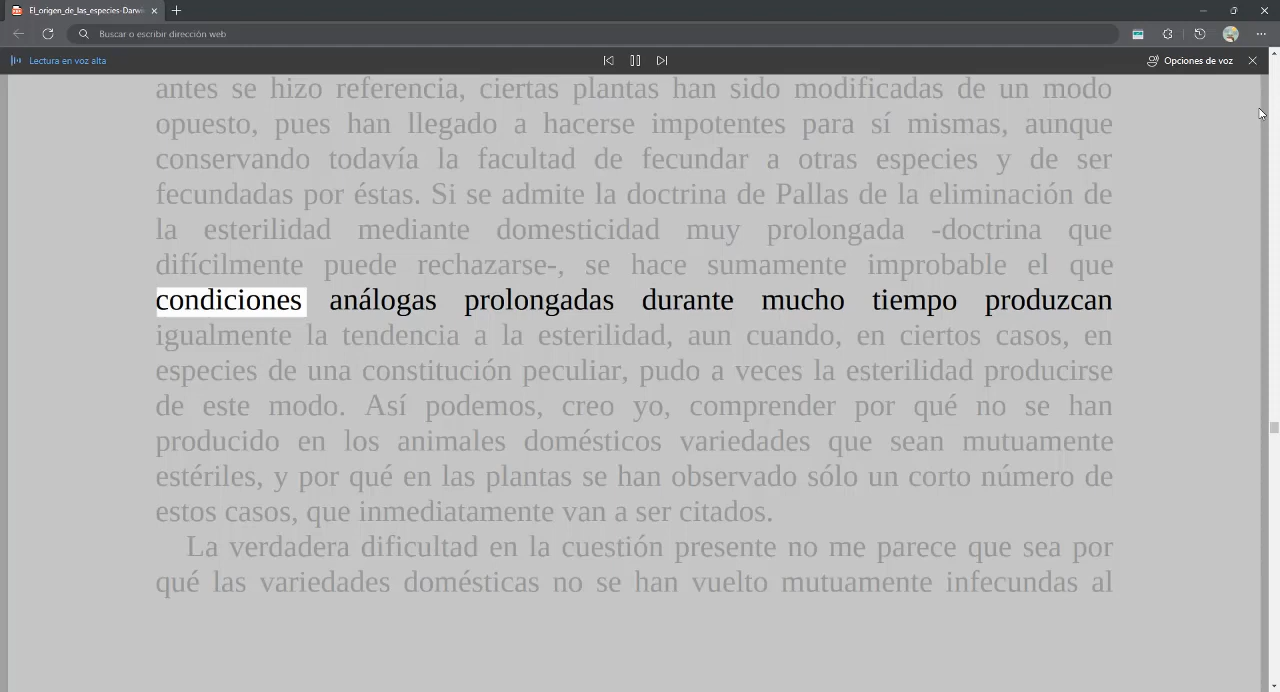 El_origen_de_las_especies-Darwi
Buscar o escribir dirección web
Lectura en voz alta
Opciones de voz
antes se hizo referencia, ciertas plantas han sido modificadas de un modo
opuesto, pues han llegado a hacerse impotentes para sí mismas, aunque
conservando todavía la facultad de fecundar a otras especies y de ser
fecundadas por éstas. Si se admite la doctrina de Pallas de la eliminación de
la esterilidad mediante domesticidad muy prolongada -doctrina que
difícilmente puede rechazarse-, se hace sumamente improbable el que
condiciones análogas prolongadas durante mucho tiempo produzcan
igualmente la tendencia a la esterilidad, aun cuando, en ciertos casos, en
especies de una constitución peculiar, pudo a veces la esterilidad producirse
de este modo. Así podemos, creo yo, comprender por qué no se han
producido en los animales domésticos variedades que sean mutuamente
estériles, y por qué en las plantas se han observado sólo un corto número de
estos casos, que inmediatamente van a ser citados.
La verdadera dificultad en la cuestión presente no me parece que sea por
qué las variedades domésticas no se han vuelto mutuamente infecundas al